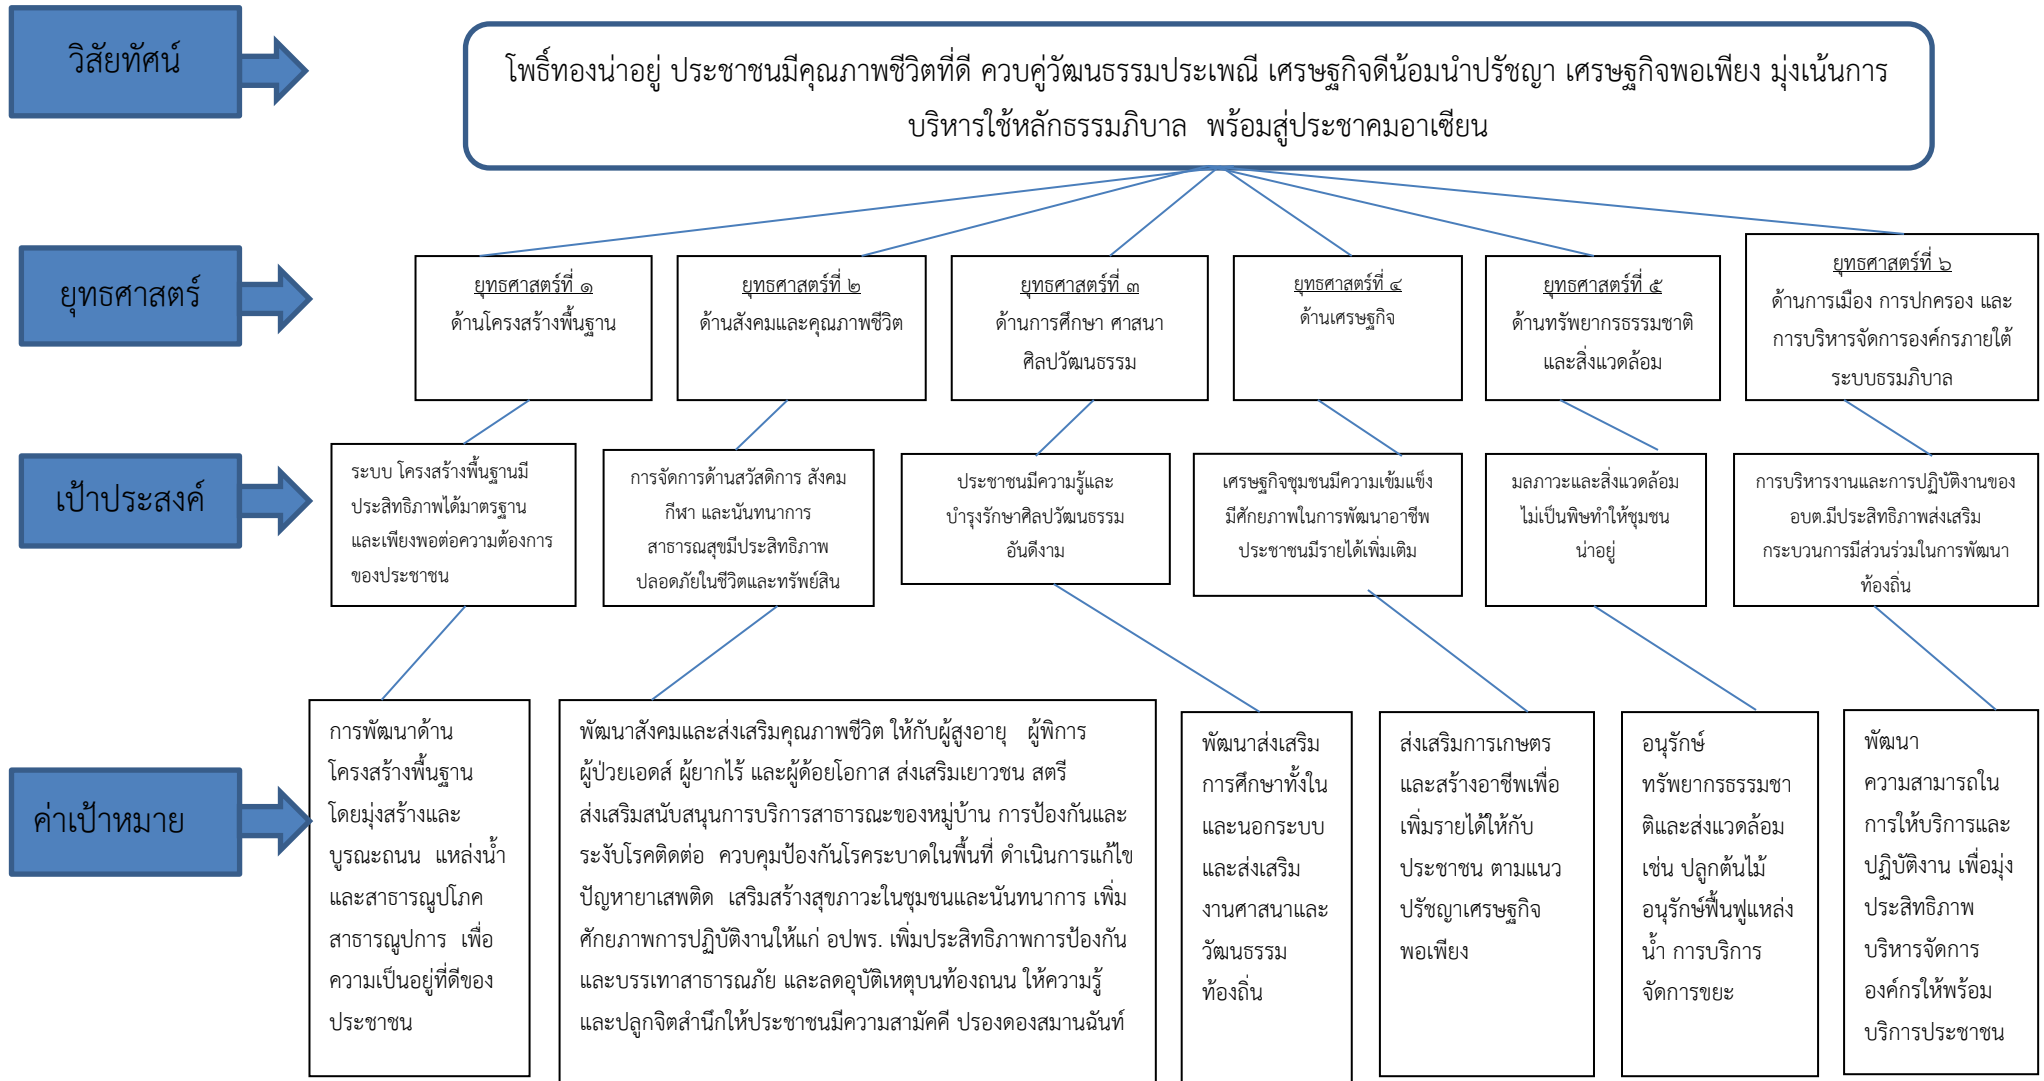 วิสัยทัศน์
โพธิ์ทองน่าอยู่ ประชาชนมีคุณภาพชีวิตที่ดี ควบคู่วัฒนธรรมประเพณี เศรษฐกิจดีน้อมนำปรัชญา เศรษฐกิจพอเพียง มุ่งเน้นการ
บริหารใช้หลักธรรมภิบาล พร้อมสู่ประชาคมอาเซียน
ยุทธศาสตร์
ยุทธศาสตร์ที่ ๑
ด้านโครงสร้างพื้นฐาน
ยุทธศาสตร์ที่ ๒
ด้านสังคมและคุณภาพชีวิต
ยุทธศาสตร์ที่ ๓
ด้านการศึกษา ศาสนา
ศิลปวัฒนธรรม
ยุทธศาสตร์ที่ ๔
ด้านเศรษฐกิจ
ยุทธศาสตร์ที่ ๕
ด้านทรัพยากรธรรมชาติ
และสิ่งแวดล้อม
ยุทธศาสตร์ที่ ๖
ด้านการเมือง การปกครอง และ
การบริหารจัดการองค์กรภายใต้
ระบบธรมภิบาล
เป้าประสงค์
ระบบ โครงสร้างพื้นฐานมี
ประสิทธิภาพได้มาตรฐาน
และเพียงพอต่อความต้องการ
ของประชาชน
การจัดการด้านสวัสดิการ สังคม
กีฬา และนันทนาการ
สาธารณสุขมีประสิทธิภาพ
ปลอดภัยในชีวิตและทรัพย์สิน
ประชาชนมีความรู้และ
บำรุงรักษาศิลปวัฒนธรรม
อันดีงาม
เศรษฐกิจชุมชนมีความเข้มแข็ง
มีศักยภาพในการพัฒนาอาชีพ
ประชาชนมีรายได้เพิ่มเติม
มลภาวะและสิ่งแวดล้อม
ไม่เป็นพิษทำให้ชุมชน
น่าอยู่
การบริหารงานและการปฏิบัติงานของ
อบต.มีประสิทธิภาพส่งเสริม
กระบวนการมีส่วนร่วมในการพัฒนา
ท้องถิ่น
ค่าเป้าหมาย
การพัฒนาด้าน
โครงสร้างพื้นฐาน
โดยมุ่งสร้างและ
บูรณะถนน แหล่งน้ำ
และสาธารณูปโภค
สาธารณูปการ เพื่อ
ความเป็นอยู่ที่ดีของ
ประชาชน
พัฒนาสังคมและส่งเสริมคุณภาพชีวิต ให้กับผู้สูงอายุ ผู้พิการ
ผู้ป่วยเอดส์ ผู้ยากไร้ และผู้ด้อยโอกาส ส่งเสริมเยาวชน สตรี
ส่งเสริมสนับสนุนการบริการสาธารณะของหมู่บ้าน การป้องกันและ
ระงับโรคติดต่อ ควบคุมป้องกันโรคระบาดในพื้นที่ ดำเนินการแก้ไข
ปัญหายาเสพติด เสริมสร้างสุขภาวะในชุมชนและนันทนาการ เพิ่ม
ศักยภาพการปฏิบัติงานให้แก่ อปพร. เพิ่มประสิทธิภาพการป้องกัน
และบรรเทาสาธารณภัย และลดอุบัติเหตุบนท้องถนน ให้ความรู้
และปลูกจิตสำนึกให้ประชาชนมีความสามัคคี ปรองดองสมานฉันท์
พัฒนาส่งเสริม
การศึกษาทั้งใน
และนอกระบบ
และส่งเสริม
งานศาสนาและ
วัฒนธรรม
ท้องถิ่น
ส่งเสริมการเกษตร
และสร้างอาชีพเพื่อ
เพิ่มรายได้ให้กับ
ประชาชน ตามแนว
ปรัชญาเศรษฐกิจ
พอเพียง
อนุรักษ์
ทรัพยากรธรรมชา
ติและส่งแวดล้อม
เช่น ปลูกต้นไม้
อนุรักษ์ฟื้นฟูแหล่ง
น้ำ การบริการ
จัดการขยะ
พัฒนา
ความสามารถใน
การให้บริการและ
ปฏิบัติงาน เพื่อมุ่ง
ประสิทธิภาพ
บริหารจัดการ
องค์กรให้พร้อม
บริการประชาชน